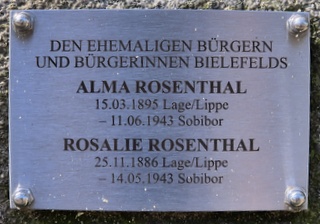 DEN EHEMALIGEN BÜRGERN
UND BÜRGERINNEN BIELEFELDS
ALMA ROSENTHAL
15.03.1895 Lage/Lippe
– 11.06.1943 Sobibor
ROSALIE ROSENTHAL
25.11.1886 Lage/Lippe
– 14.05.1943 Sobibor